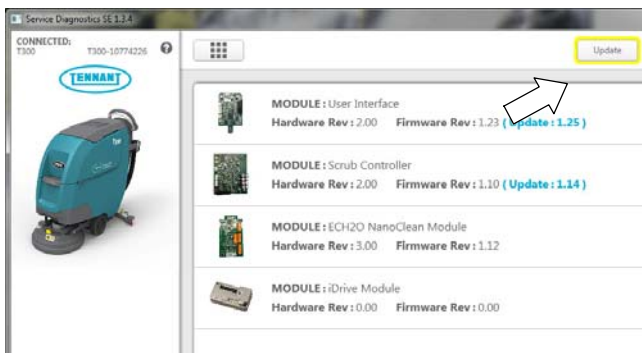 Service Diagnostics SE 1.3.4
CONNECTED:
T300 T300-10774226
TENNANT
Update
MODULE : User Interface
Hardware Rev : 2.00 Firmware Rev : 1.23 ( Update : 1.25 )
MODULE : Scrub Controller
Hardware Rev : 2.00 Firmware Rev : 1.10 ( Update : 1.14 )
MODULE : ECH2O NanoClean Module
Hardware Rev : 3.00 Firmware Rev : 1.12
MODULE : iDrive Module
Hardware Rev : 0.00 Firmware Rev : 0.00